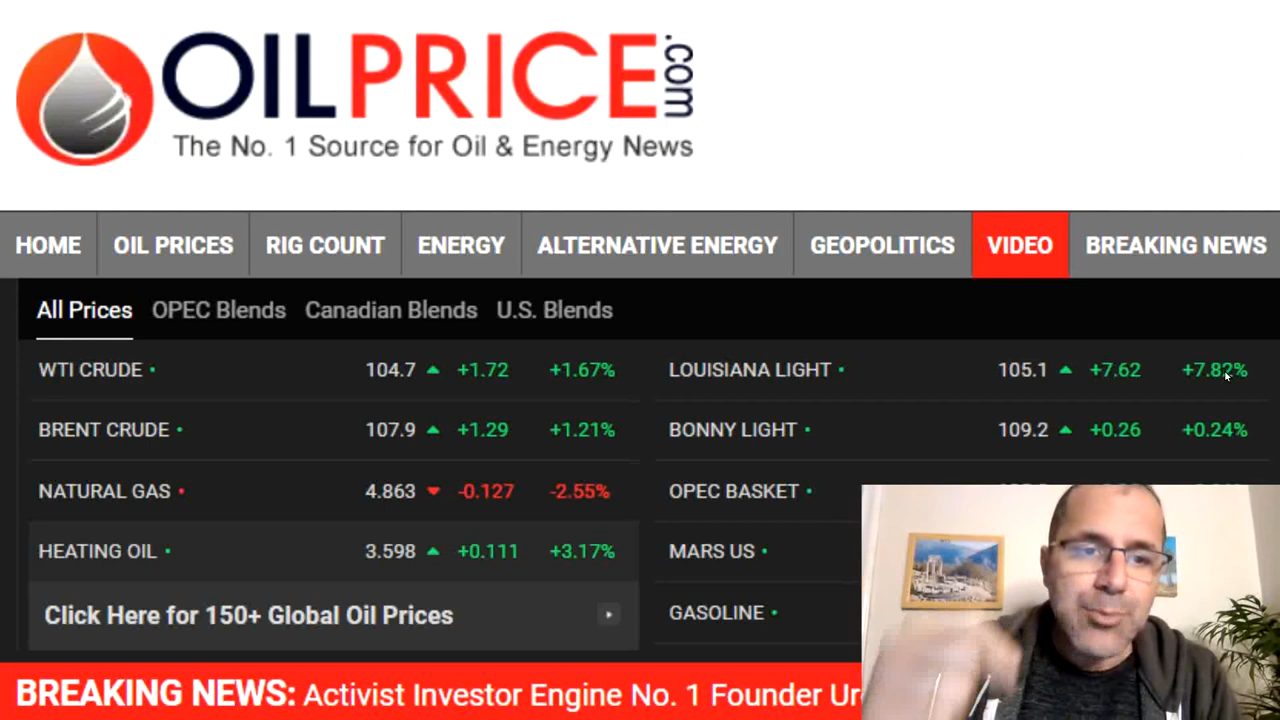 OILPRICE.com
The No. 1 Source for Oil & Energy News
HOME OIL PRICES RIG COUNT ENERGY ALTERNATIVE ENERGY GEOPOLITICS VIDEO BREAKING NEWS
All Prices OPEC Blends Canadian Blends U.S. Blends
WTI CRUDE 104.7 +1.72 +1.67% LOUISIANA LIGHT 105.1 +7.62 +7.82%
BRENT CRUDE 107.9 +1.29 +1.21% BONNY LIGHT 109.2 +0.26 +0.24%
NATURAL GAS 4.863 -0.127 -2.55% OPEC BASKET
HEATING OIL 3.598 +0.111 +3.17% MARS US
Click Here for 150+ Global Oil Prices GASOLINE
BREAKING NEWS: Activist Investor Engine No. 1 Founder